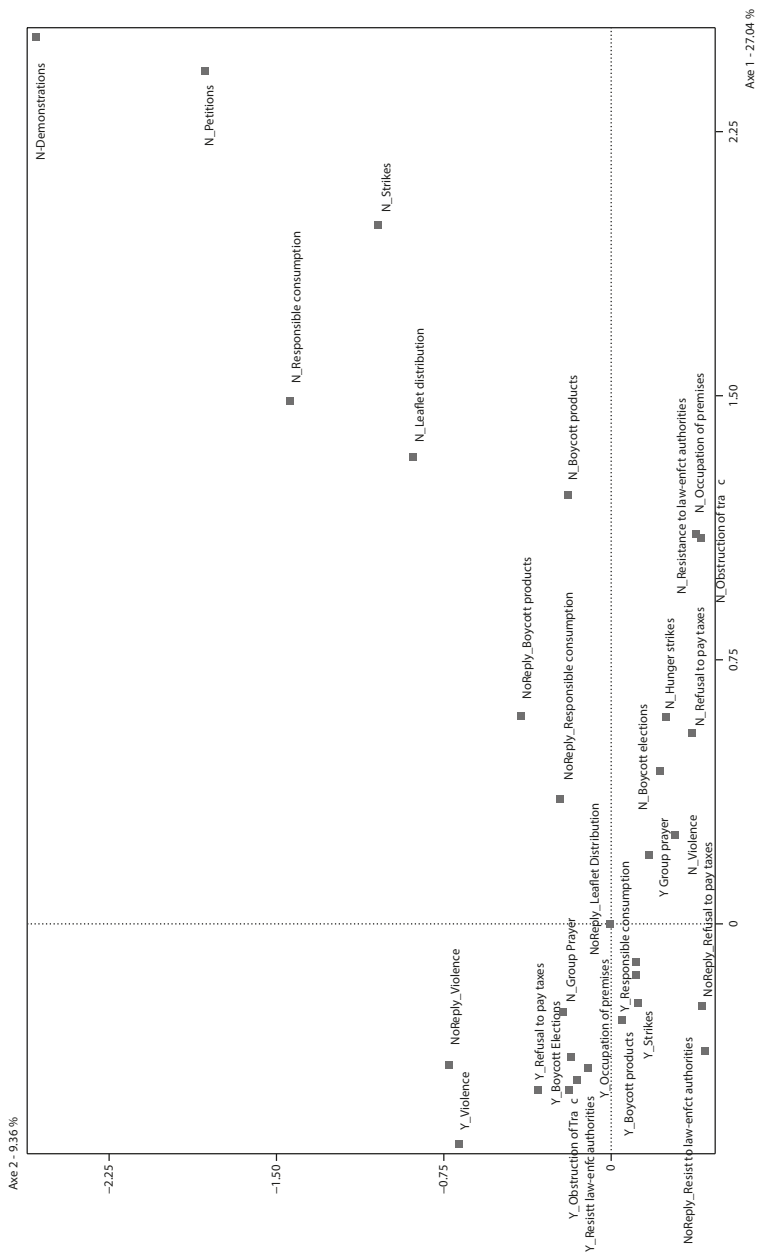 Axe 2 - 9.36 %
N-Demonstrations
N_Petitions
N_Responsible consumption
N_Strikes
N_Leaflet distribution
N_Boycott products
NoReply_Boycott products
NoReply_Responsible consumption
NoReply_Leaflet Distribution
N_Resistance to law-enfct authorities
N_Occupation of premises
N_Obstruction of tra c
N_Hunger strikes
N_Refusal to pay taxes
N_Boycott elections
Y Group prayer
N_Violence
NoReply_Refusal to pay taxes
NoReply_Violence
Y_Violence
Y_Refusal to pay taxes
Y_Boycott Elections
N_Group Prayer
Y_Obstruction of Tra c
Y_Resistt law-enfc authorities
Y_Occupation of premises
Y_Responsible consumption
Y_Boycott products
Y_Strikes
NoReply_Resist to law-enfct authorities
−2.25
−1.50
−0.75
0
0
0.75
1.50
2.25
Axe 1 - 27.04 %